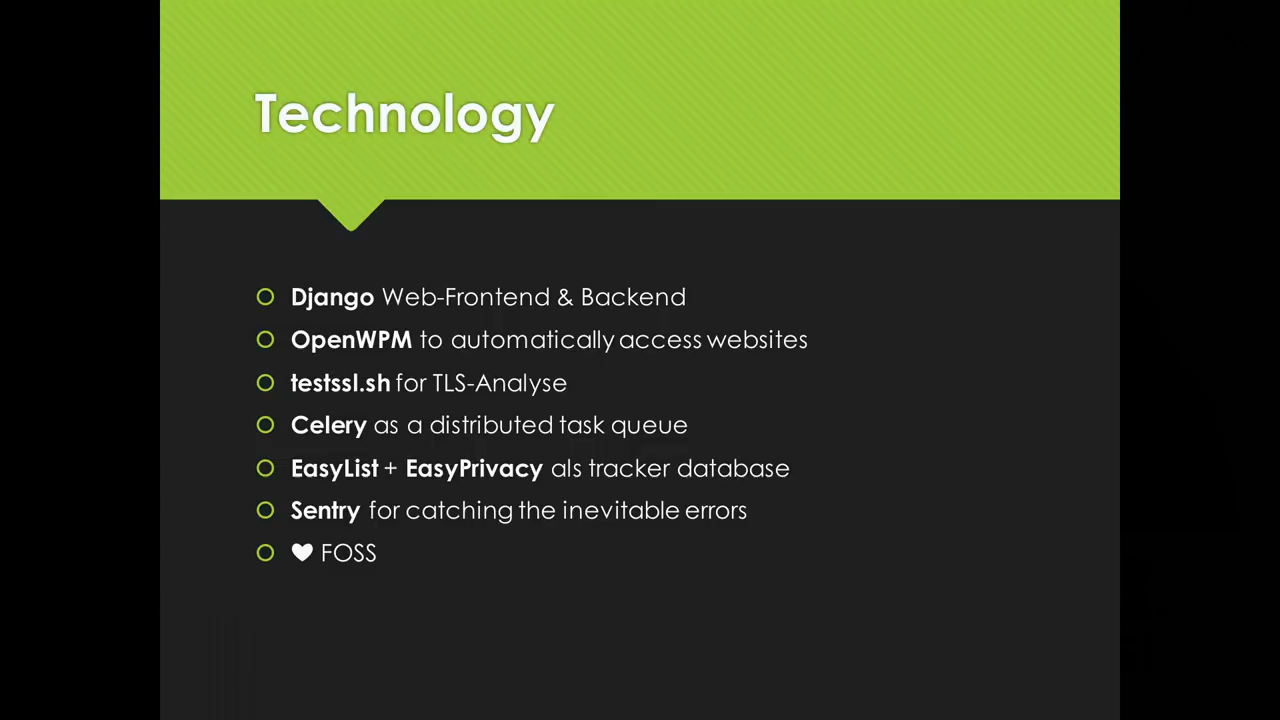 Technology
Django Web-Frontend & Backend
OpenWPM to automatically access websites
testssl.sh for TLS-Analyse
Celery as a distributed task queue
EasyList + EasyPrivacy als tracker database
Sentry for catching the inevitable errors
♥ FOSS